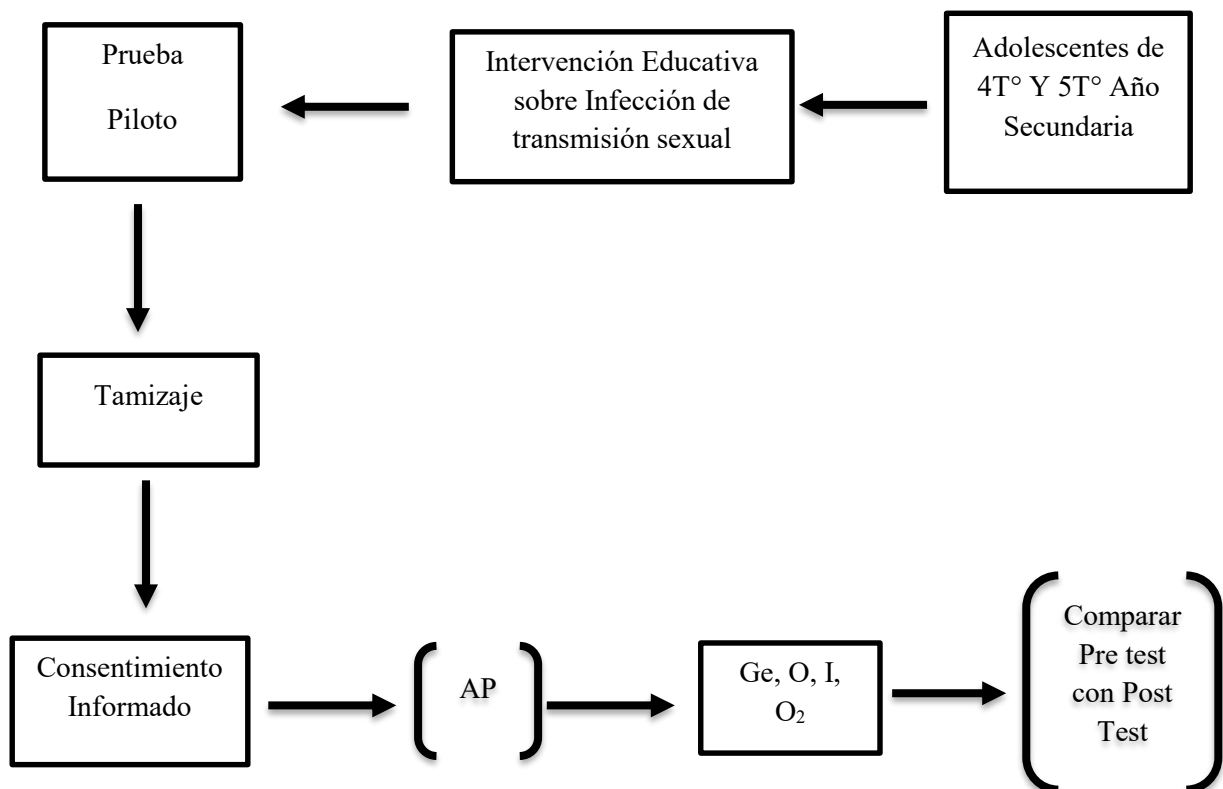 Prueba
Piloto
Intervención Educativa
sobre Infección de
transmisión sexual
Adolescentes de
4T° Y 5T° Año
Secundaria
Tamizaje
Consentimiento
Informado
AP
Ge, O, I,
O₂
Comparar
Pre test
con Post
Test